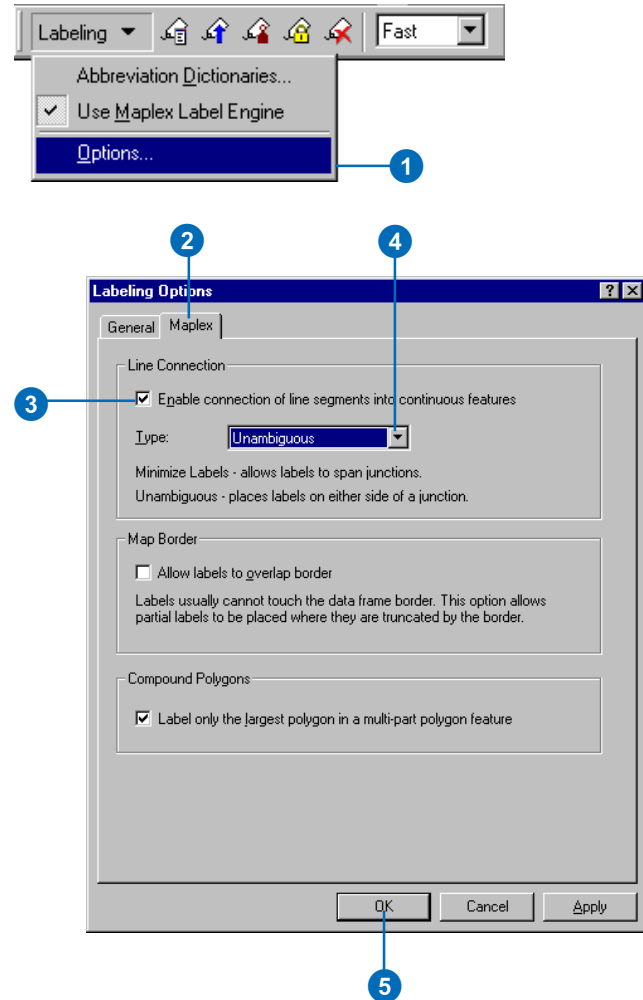 Labeling
Fast
Abbreviation Dictionaries...
Use Maplex Label Engine
Options...
1
2
4
Labeling Options
General
Maplex
Line Connection
3
Enable connection of line segments into continuous features
Type:
Unambiguous
Minimize Labels - allows labels to span junctions.
Unambiguous - places labels on either side of a junction.
Map Border
Allow labels to overlap border
Labels usually cannot touch the data frame border. This option allows
partial labels to be placed where they are truncated by the border.
Compound Polygons
Label only the largest polygon in a multi-part polygon feature
OK
Cancel
Apply
5